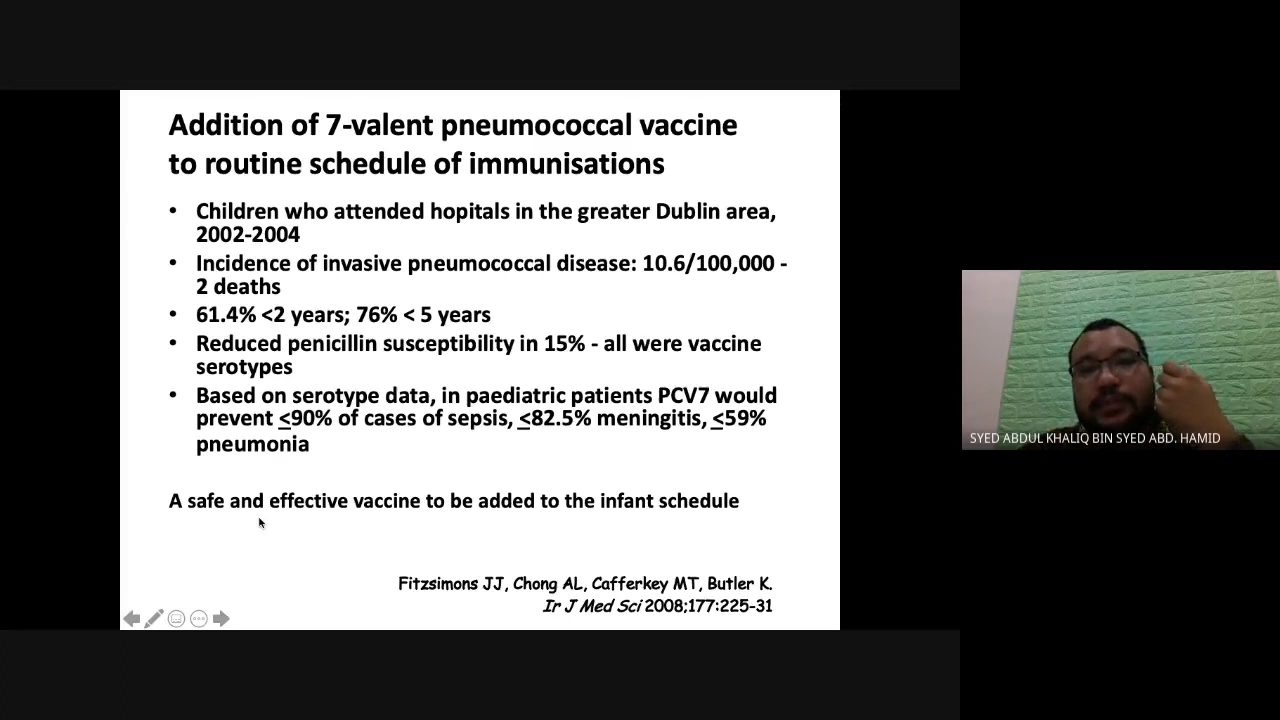 Addition of 7-valent pneumococcal vaccine
to routine schedule of immunisations
• Children who attended hopitals in the greater Dublin area,
2002-2004
• Incidence of invasive pneumococcal disease: 10.6/100,000 -
2 deaths
• 61.4% <2 years; 76% < 5 years
• Reduced penicillin susceptibility in 15% - all were vaccine
serotypes
• Based on serotype data, in paediatric patients PCV7 would
prevent <90% of cases of sepsis, <82.5% meningitis, <59%
pneumonia
A safe and effective vaccine to be added to the infant schedule
Fitzsimons JJ, Chong AL, Cafferkey MT, Butler K.
Ir J Med Sci 2008;177:225-31
SYED ABDUL KHALIQ BIN SYED ABD. HAMID